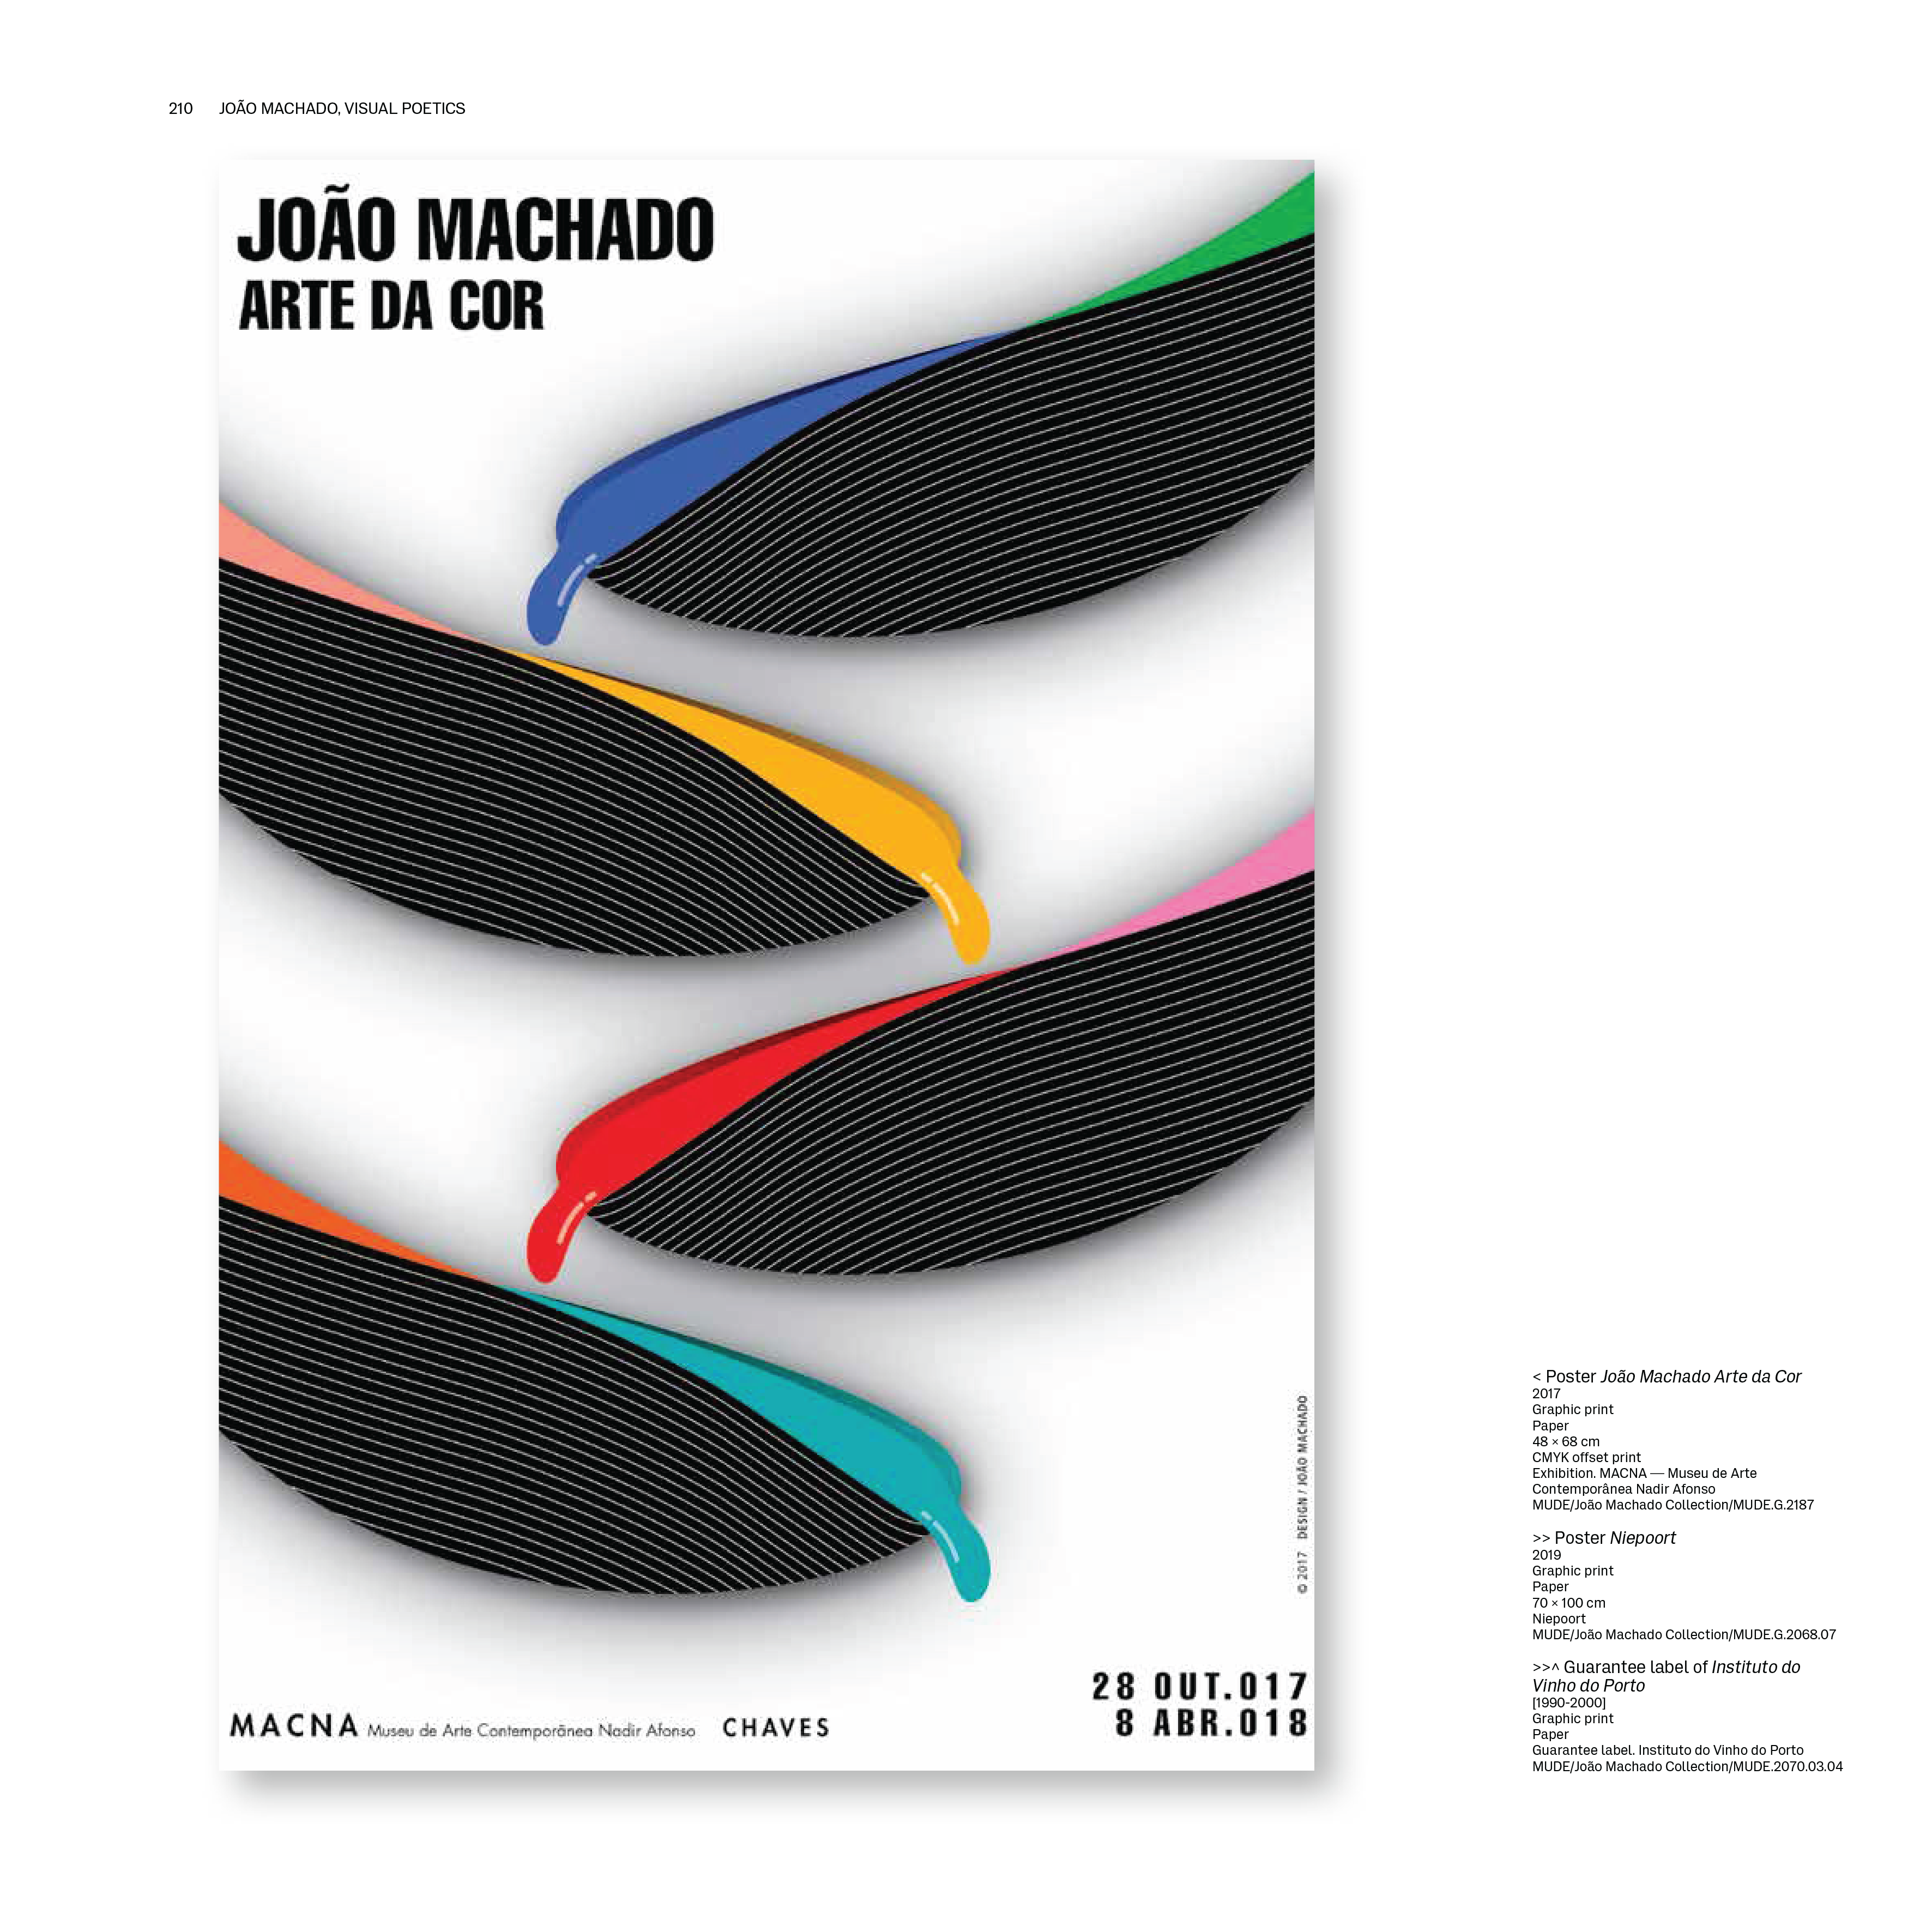 210 JOÃO MACHADO, VISUAL POETICS
JOÃO MACHADO
ARTE DA COR
© 2017 DESIGN / JOÃO MACHADO
28 OUT.017
8 ABR.018
MACNA Museu de Arte Contemporânea Nadir Afonso CHAVES
< Poster João Machado Arte da Cor
2017
Graphic print
Paper
48 × 68 cm
CMYK offset print
Exhibition. MACNA — Museu de Arte
Contemporânea Nadir Afonso
MUDE/João Machado Collection/MUDE.G.2187
>> Poster Niepoort
2019
Graphic print
Paper
70 × 100 cm
Niepoort
MUDE/João Machado Collection/MUDE.G.2068.07
>>^ Guarantee label of Instituto do
Vinho do Porto
[1990-2000]
Graphic print
Paper
Guarantee label. Instituto do Vinho do Porto
MUDE/João Machado Collection/MUDE.2070.03.04